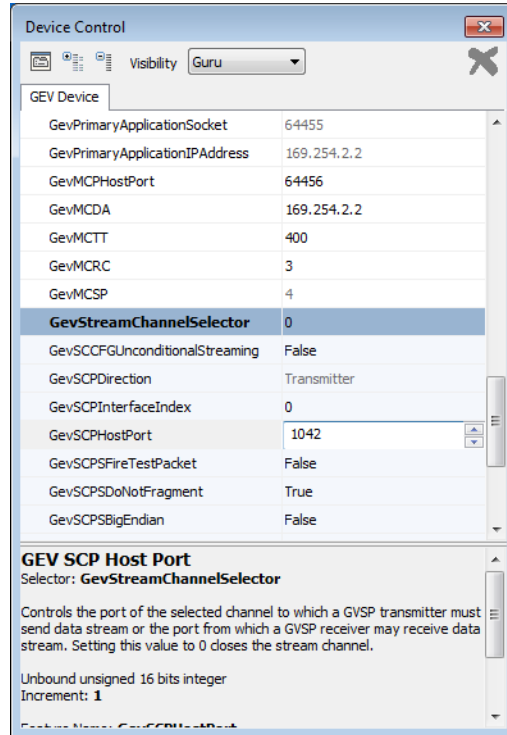 Device Control
Visibility Guru
GEV Device
GevPrimaryApplicationSocket 64455
GevPrimaryApplicationIPAddress 169.254.2.2
GevMCPHostPort 64456
GevMCDA 169.254.2.2
GevMCTT 400
GevMCRC 3
GevMCSP 4
GevStreamChannelSelector 0
GevSCCFGUnconditionalStreaming False
GevSCPDirection Transmitter
GevSCPInterfaceIndex 0
GevSCPHostPort 1042
GevSCPSFireTestPacket False
GevSCPSDoNotFragment True
GevSCPSBigEndian False
GEV SCP Host Port
Selector: GevStreamChannelSelector
Controls the port of the selected channel to which a GVSP transmitter must
send data stream or the port from which a GVSP receiver may receive data
stream. Setting this value to 0 closes the stream channel.
Unbound unsigned 16 bits integer
Increment: 1
Feature Name: GevSCPHostPort